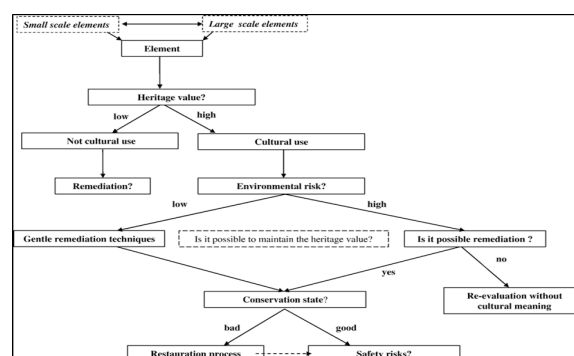 Small scale elements
Large scale elements
Element
Heritage value?
low
high
Not cultural use
Cultural use
Remediation?
Environmental risk?
low
high
Gentle remediation techniques
Is it possible to maintain the heritage value?
Is it possible remediation ?
yes
no
Conservation state?
Re-evaluation without
cultural meaning
bad
good
Restauration process
Safety risks?